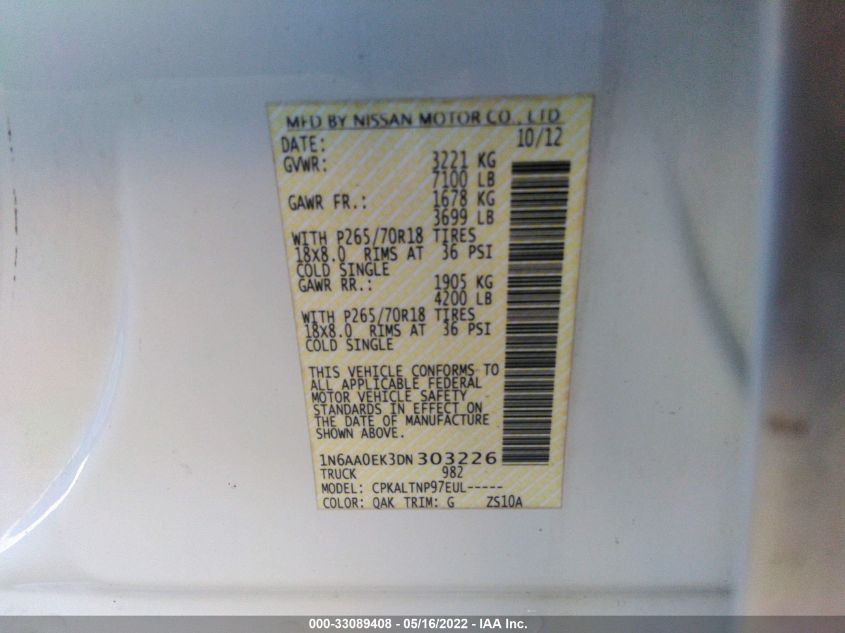 MFD BY NISSAN MOTOR CO., LTD
DATE: 10/12
GVWR: 3221 KG
7100 LB
GAWR FR.: 1678 KG
3699 LB
WITH P265/70R18 TIRES
18X8.0 RIMS AT 36 PSI
COLD SINGLE
GAWR RR.: 1905 KG
4200 LB
WITH P265/70R18 TIRES
18X8.0 RIMS AT 36 PSI
COLD SINGLE
THIS VEHICLE CONFORMS TO
ALL APPLICABLE FEDERAL
MOTOR VEHICLE SAFETY
STANDARDS IN EFFECT ON
THE DATE OF MANUFACTURE
SHOWN ABOVE.
1N6AA0EK3DN 303226
TRUCK 982
MODEL: CPKALTNP97EUL-----
COLOR: QAK TRIM: G ZS10A
000-33089408 - 05/16/2022 - IAA Inc.